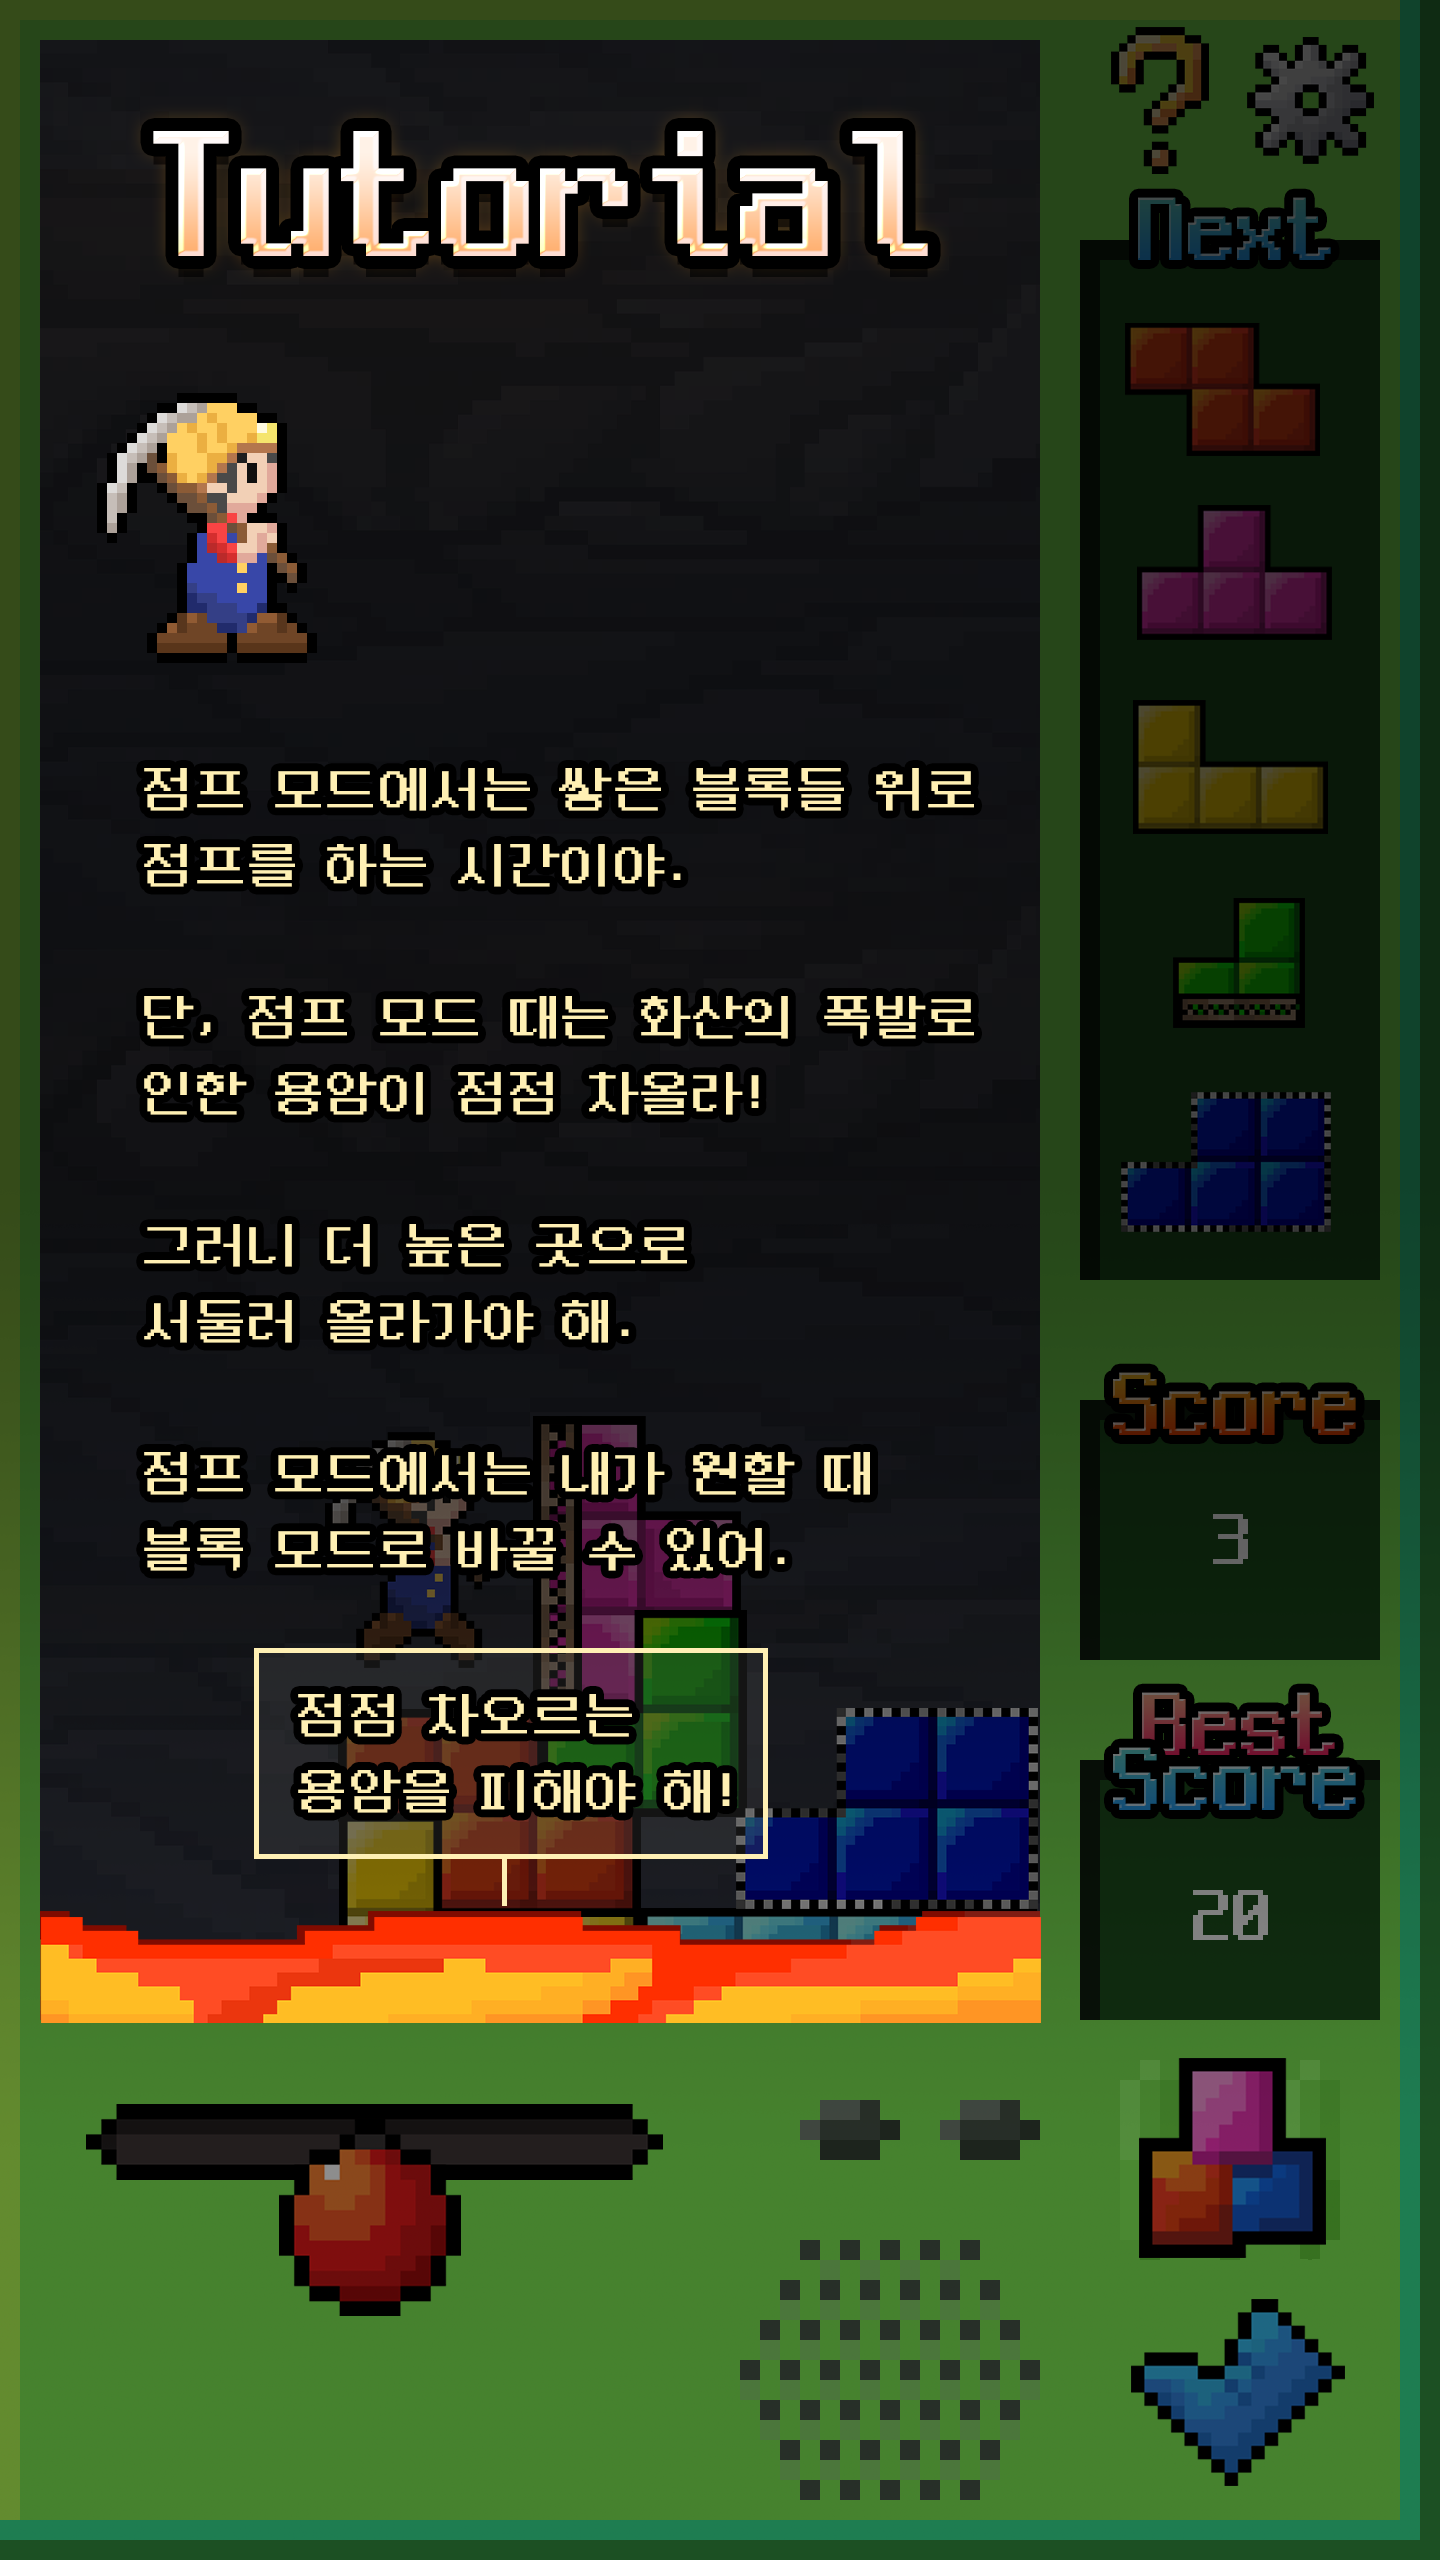 Tutorial
Next
점프 모드에서는 쌓은 블록들 위로
점프를 하는 시간이야.
단, 점프 모드 때는 화산의 폭발로
인한 용암이 점점 차올라!
그러니 더 높은 곳으로
서둘러 올라가야 해.
점프 모드에서는 내가 원할 때
블록 모드로 바꿀 수 있어.
점점 차오르는
용암을 피해야 해!
Score
3
Best
Score
20